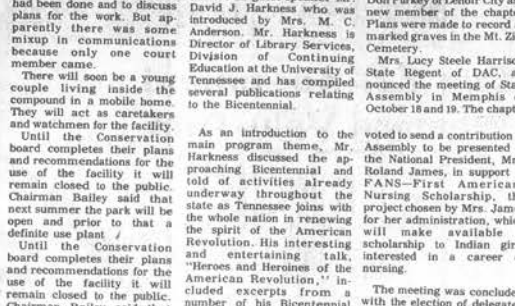 had been done and to discuss
plans for the work. But ap-
parently there was some
mixup in communications
because only one court
member came.
There will soon be a young
couple living inside the
compound in a mobile home.
They will act as caretakers
and watchmen for the facility.
Until the Conservation
board completes their plans
and recommendations for the
use of the facility it will
remain closed to the public.
Chairman Bailey said that
next summer the park will be
open and prior to that a
definite use plant
Until the Conservation
board completes their plans
and recommendations for the
use of the facility it will
remain closed to the public.
Chairman Bailey said that
David J. Harkness who was
introduced by Mrs. M. C.
Anderson. Mr. Harkness is
Director of Library Services,
Division of Continuing
Education at the University of
Tennessee and has compiled
several publications relating
to the Bicentennial.
As an introduction to the
main program theme, Mr.
Harkness discussed the ap-
proaching Bicentennial and
told of activities already
underway throughout the
state as Tennessee joins with
the whole nation in renewing
the spirit of the American
Revolution. His interesting
and entertaining talk,
"Heroes and Heroines of the
American Revolution," in-
cluded excerpts from a
number of his Bicentennial
of Lenoir City
new member of the chapt
Plans were made to record
marked graves in the Mt. Zi
Cemetery.
Mrs. Lucy Steele Harriso
State Regent of DAC, a
nounced the meeting of Sta
Assembly in Memphis
October 18 and 19. The chapt
voted to send a contribution
Assembly to be presented
the National President, Mr
Roland James, in support
FANS—First American
Nursing Scholarship, th
project chosen by Mrs. Jam
for her administration, whic
will make available
scholarship to Indian gir
interested in a career
nursing.
The meeting was conclude
with the election of delegat